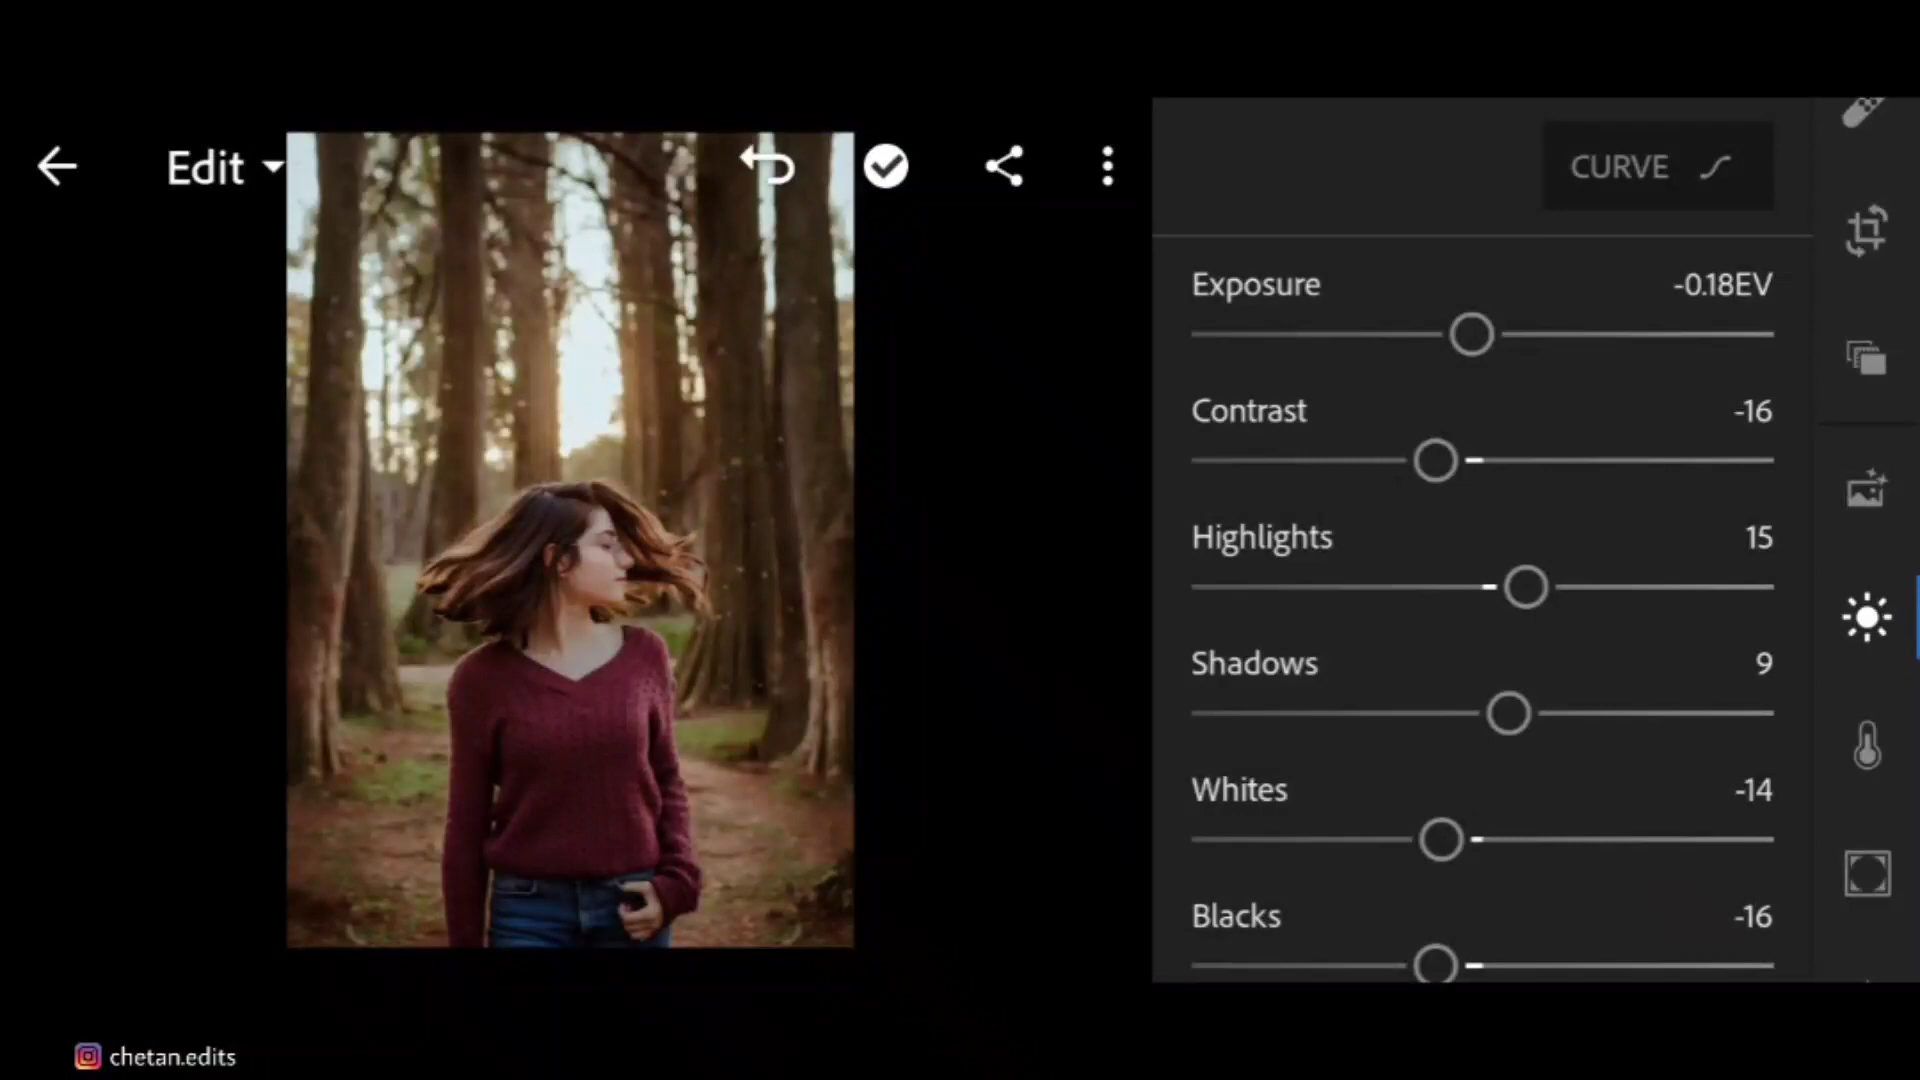 Edit
CURVE
Exposure -0.18EV
Contrast -16
Highlights 15
Shadows 9
Whites -14
Blacks -16
chetan.edits